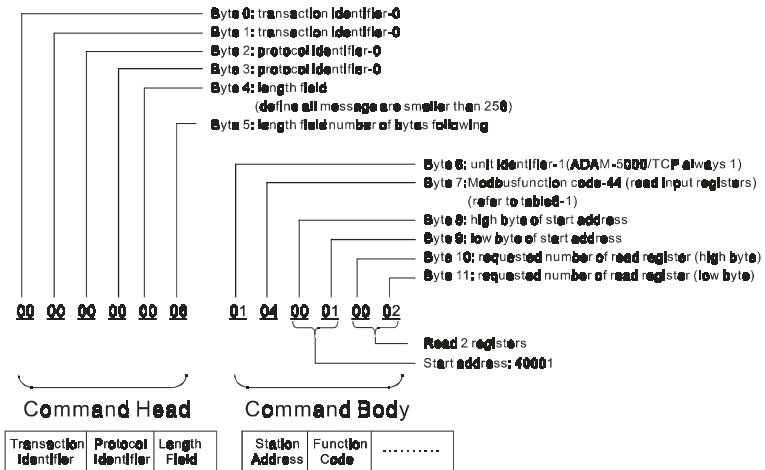 Byte 0: transaction identifier-0
Byte 1: transaction identifier-0
Byte 2: protocol identifier-0
Byte 3: protocol identifier-0
Byte 4: length field
(define all message are smaller than 256)
Byte 5: length field number of bytes following
Byte 6: unit identifier-1(ADAM-5000/TCP always 1)
Byte 7: Modbusfunction code-44 (read input registers)
(refer to table6-1)
Byte 8: high byte of start address
Byte 9: low byte of start address
Byte 10: requested number of read register (high byte)
Byte 11: requested number of read register (low byte)
00 00 00 00 00 06 01 04 00 01 00 02
Read 2 registers
Start address: 40001
Command Head Command Body
Transaction Identifier Protocol Identifier Length Field Station Address Function Code ..........